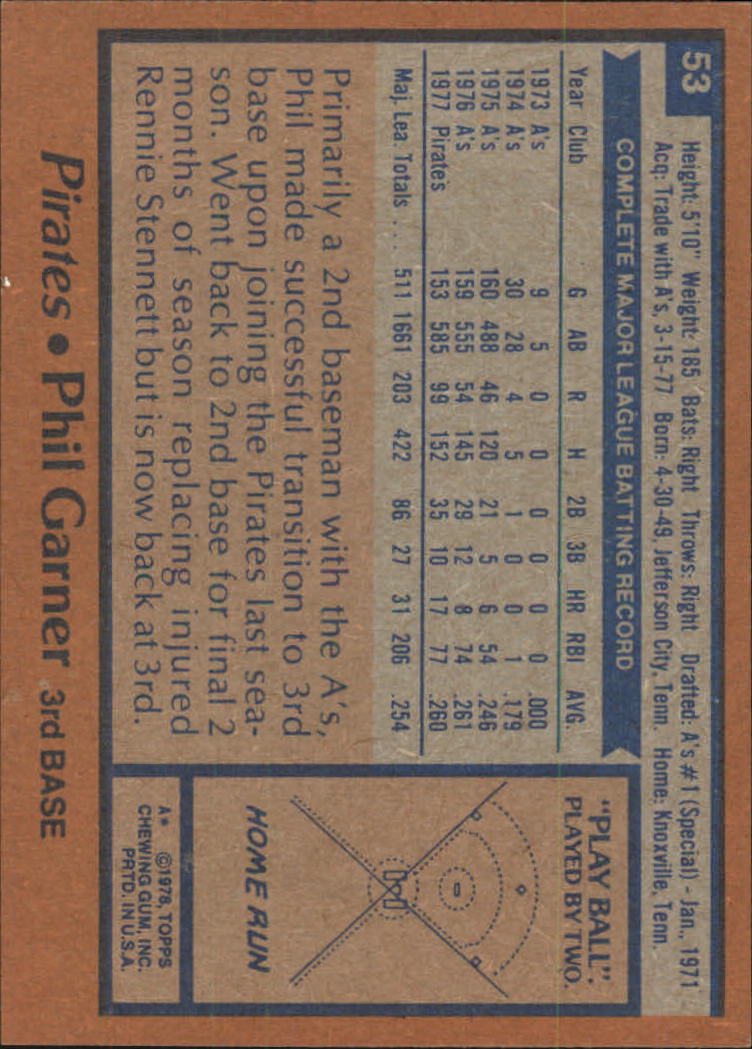 53
Height: 5'10" Weight: 185 Bats: Right Throws: Right Drafted: A's #1 (Special) - Jan., 1971
Acq: Trade with A's, 3-15-77 Born: 4-30-49, Jefferson City, Tenn. Home: Knoxville, Tenn.
COMPLETE MAJOR LEAGUE BATTING RECORD
Year Club G AB R H 2B 3B HR RBI AVG.
1973 A's 9 5 0 0 0 0 0 0 .000
1974 A's 30 28 4 5 1 0 0 1 .179
1975 A's 160 488 46 120 21 5 6 54 .246
1976 A's 159 555 54 145 29 12 8 74 .261
1977 Pirates 153 585 99 152 35 10 17 77 .260
Maj. Lea. Totals . . . 511 1661 203 422 86 27 31 206 .254
Primarily a 2nd baseman with the A's,
Phil made successful transition to 3rd
base upon joining the Pirates last sea-
son. Went back to 2nd base for final 2
months of season replacing injured
Rennie Stennett but is now back at 3rd.
"PLAY BALL".
PLAYED BY TWO.
HOME RUN
A* ©1978, TOPPS
CHEWING GUM, INC.
PRTD. IN U.S.A.
Pirates • Phil Garner 3rd BASE